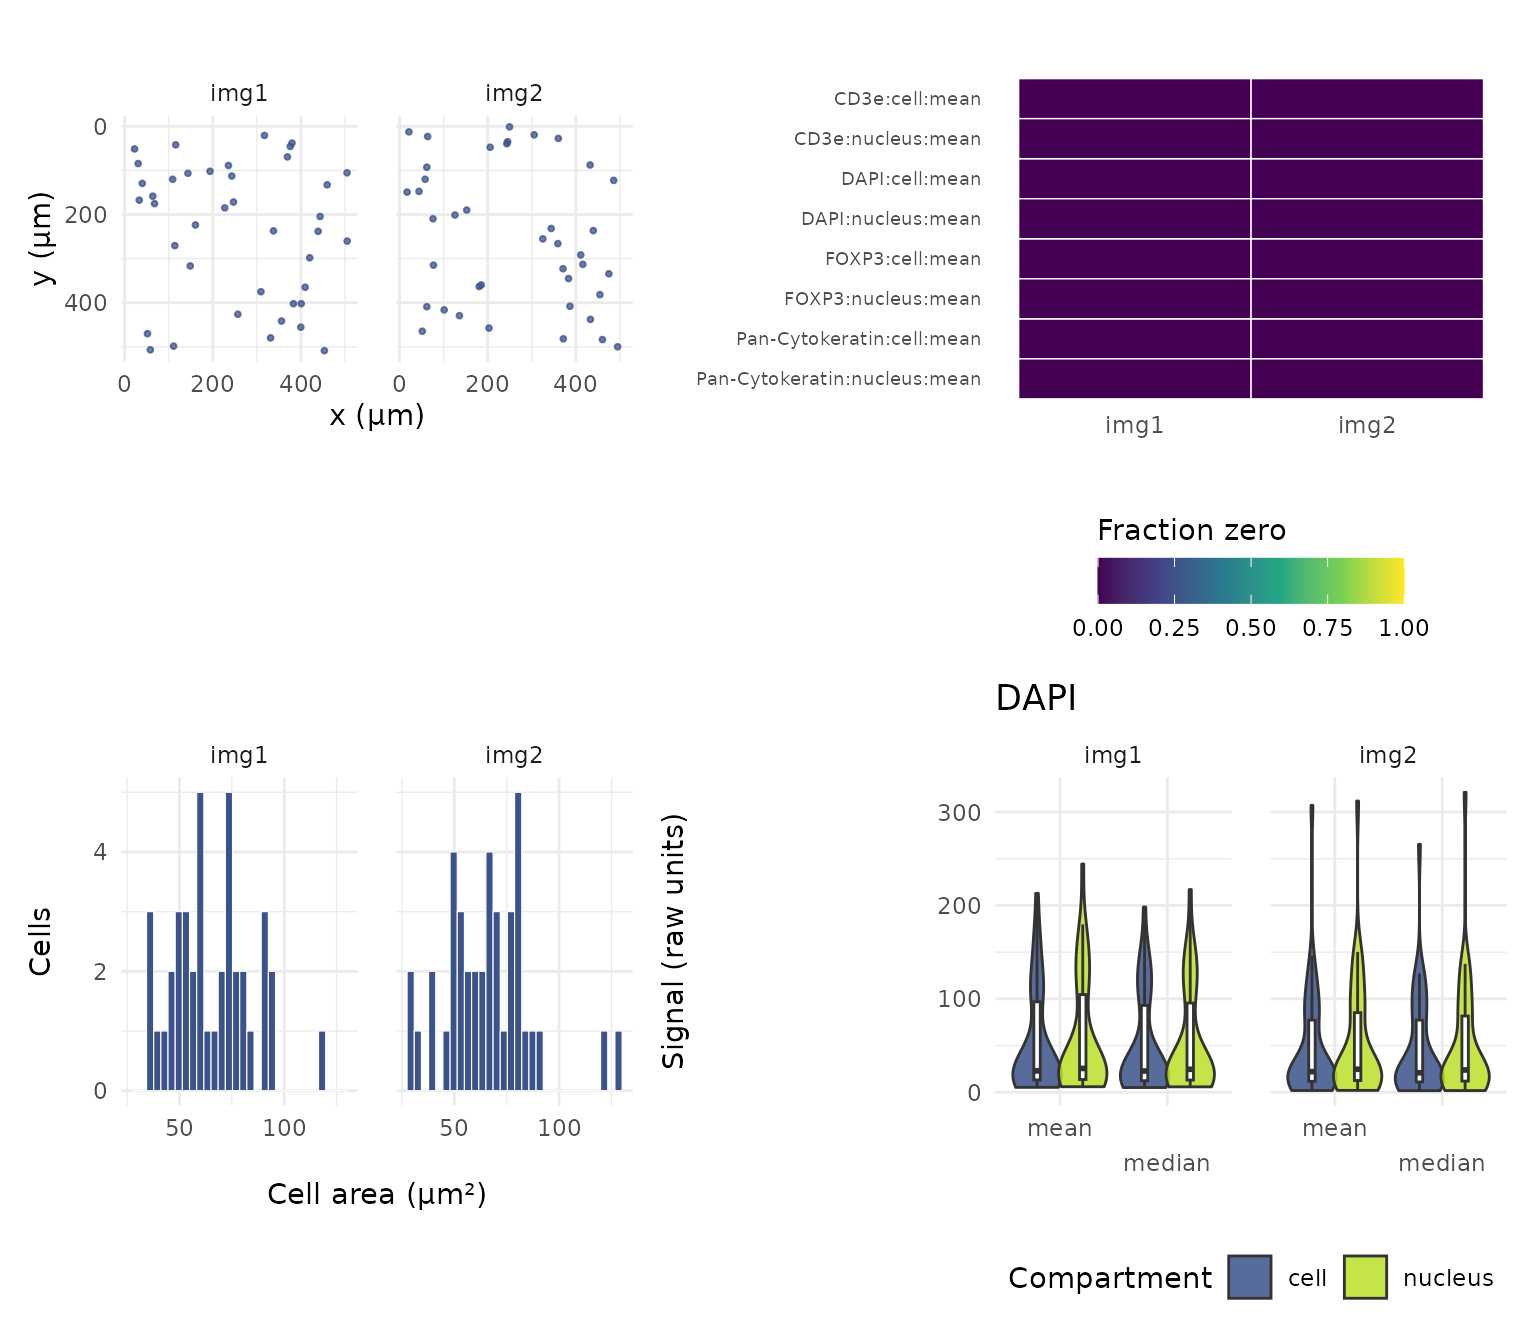 img1
img2
0
200
400
y (µm)
0
200
400
0
200
400
x (µm)
CD3e:cell:mean
CD3e:nucleus:mean
DAPI:cell:mean
DAPI:nucleus:mean
FOXP3:cell:mean
FOXP3:nucleus:mean
Pan-Cytokeratin:cell:mean
Pan-Cytokeratin:nucleus:mean
img1
img2
Fraction zero
0.00
0.25
0.50
0.75
1.00
img1
img2
4
2
0
Cells
50
100
50
100
Cell area (µm²)
DAPI
img1
img2
300
200
100
0
Signal (raw units)
mean
median
mean
median
Compartment
cell
nucleus